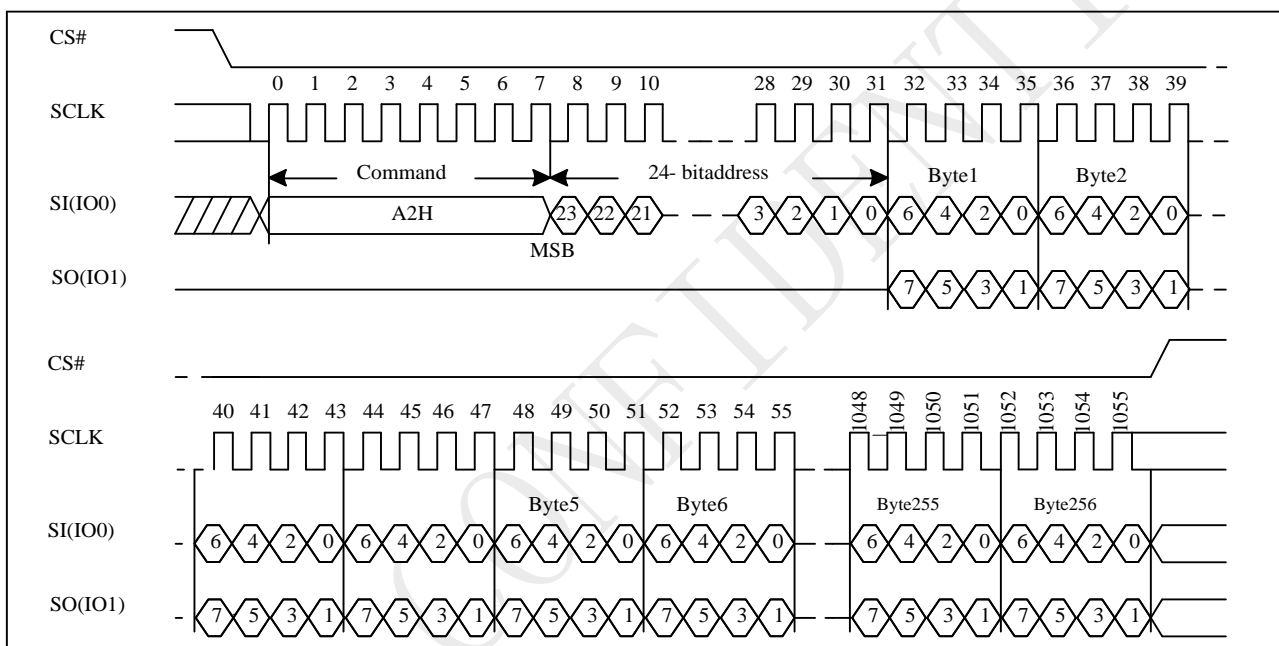 CS#
0 1 2 3 4 5 6 7 8 9 10 28 29 30 31 32 33 34 35 36 37 38 39
SCLK
Command 24- bitaddress Byte1 Byte2
SI(IO0) A2H 23 22 21 3 2 1 0 6 4 2 0 6 4 2 0
MSB
SO(IO1) 7 5 3 1 7 5 3 1
CS#
40 41 42 43 44 45 46 47 48 49 50 51 52 53 54 55 1048 1049 1050 1051 1052 1053 1054 1055
SCLK
Byte5 Byte6 Byte255 Byte256
SI(IO0) 6 4 2 0 6 4 2 0 6 4 2 0 6 4 2 0 6 4 2 0 6 4 2 0
SO(IO1) 7 5 3 1 7 5 3 1 7 5 3 1 7 5 3 1 7 5 3 1 7 5 3 1
CONFIDENT